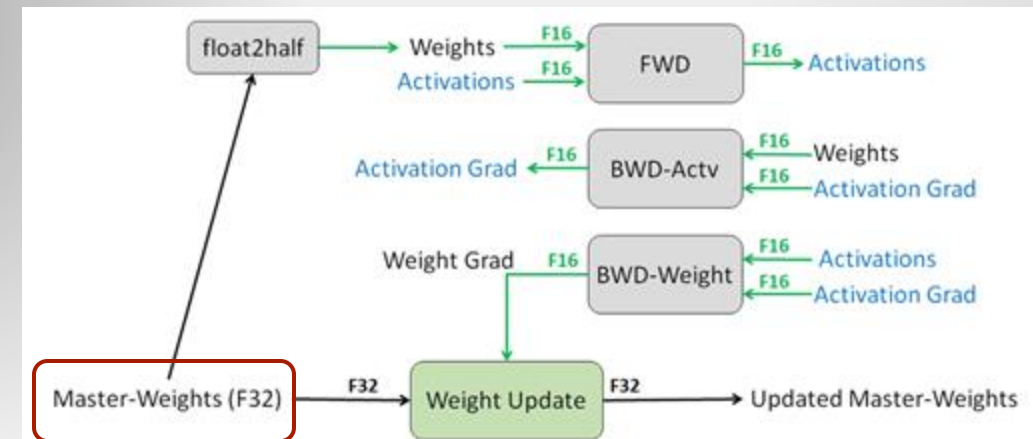 float2half
Weights
F16
Activations
F16
FWD
F16
Activations
Activation Grad
F16
BWD-Actv
F16
Weights
F16
Activation Grad
Weight Grad
F16
BWD-Weight
F16
Activations
F16
Activation Grad
Master-Weights (F32)
F32
Weight Update
F32
Updated Master-Weights